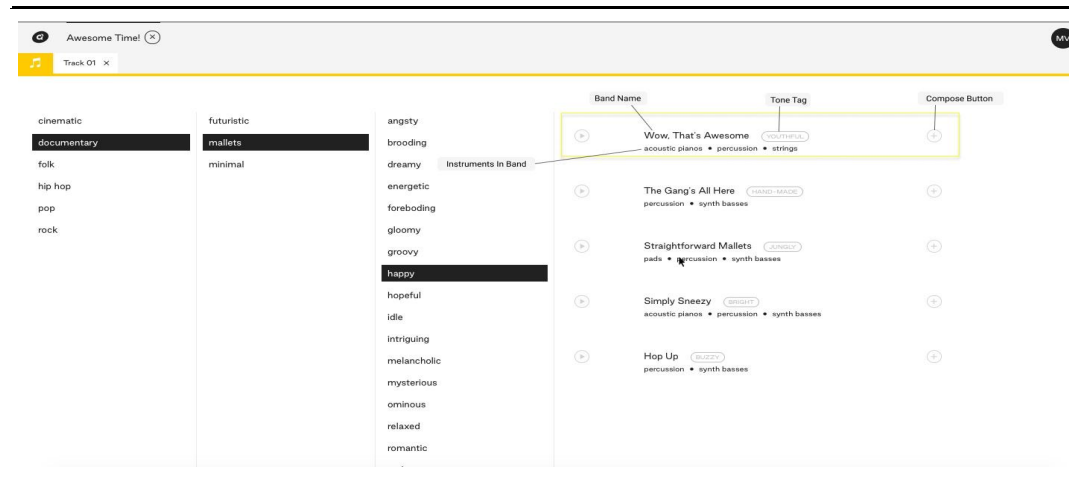 Awesome Time!
MV
Track 01 ×
Band Name
Tone Tag
Compose Button
cinematic
documentary
folk
hip hop
pop
rock
futuristic
mallets
minimal
angsty
brooding
dreamy
energetic
foreboding
gloomy
groovy
happy
hopeful
idle
intriguing
melancholic
mysterious
ominous
relaxed
romantic
Instruments In Band
Wow, That's Awesome YOUTHFUL
acoustic pianos • percussion • strings
The Gang's All Here HAND-MADE
percussion • synth basses
Straightforward Mallets JUNGLY
pads • percussion • synth basses
Simply Sneezy BRIGHT
acoustic pianos • percussion • synth basses
Hop Up BUZZY
percussion • synth basses